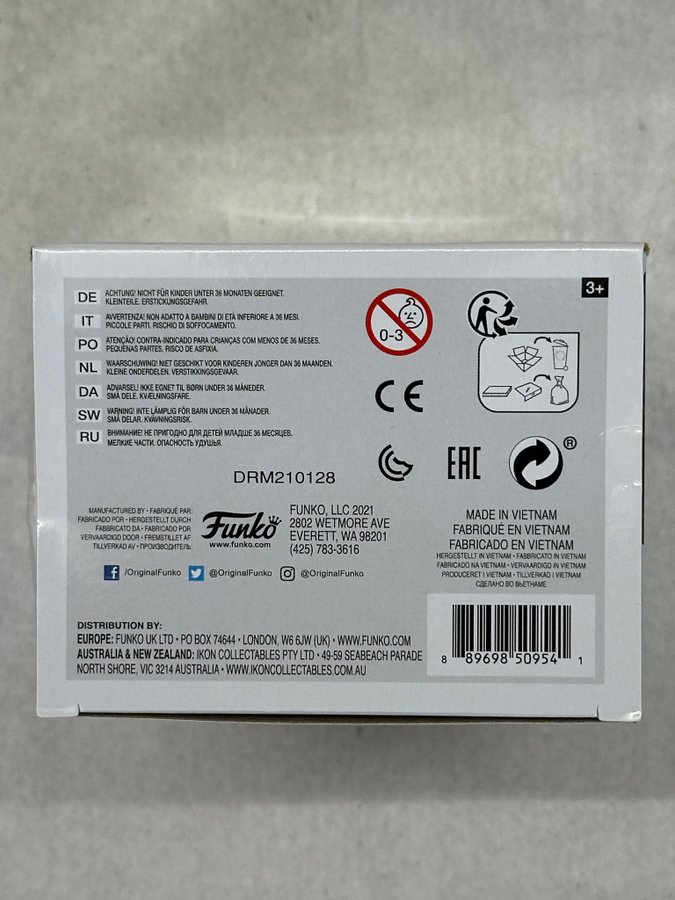 3+
DE ACHTUNG! NICHT FÜR KINDER UNTER 36 MONATEN GEEIGNET.
KLEINTEILE. ERSTICKUNGSGEFAHR.
IT AVVERTENZA! NON ADATTO A BAMBINI DI ETÀ INFERIORE A 36 MESI.
PICCOLE PARTI. RISCHIO DI SOFFOCAMENTO.
PO ATENÇÃO! CONTRA-INDICADO PARA CRIANÇAS COM MENOS DE 36 MESES.
PEQUENAS PARTES. RISCO DE ASFIXIA.
NL WAARSCHUWING! NIET GESCHIKT VOOR KINDEREN JONGER DAN 36 MAANDEN.
KLEINE ONDERDELEN. VERSTIKKINGSGEVAAR.
DA ADVARSEL! IKKE EGNET TIL BØRN UNDER 36 MÅNEDER.
SMÅ DELE. KVÆLNINGSFARE.
SW VARNING! INTE LÄMPLIG FÖR BARN UNDER 36 MÅNADER.
SMÅ DELAR. KVÄVNINGSRISK.
RU ВНИМАНИЕ! НЕ ПРИГОДНО ДЛЯ ДЕТЕЙ МЛАДШЕ 36 МЕСЯЦЕВ.
МЕЛКИЕ ЧАСТИ. ОПАСНОСТЬ УДУШЬЯ.
0-3
CE
EAC
®
DRM210128
MANUFACTURED BY • FABRIQUÉ PAR:
FABRICADO POR • HERGESTELLT DURCH
FABBRICATO DA • FABRICADO POR:
VERVAARDIGD DOOR • FREMSTILLET AF
TILLVERKAD AV • ПРОИЗВОДИТЕЛЬ:
Funko
www.funko.com
FUNKO, LLC 2021
2802 WETMORE AVE
EVERETT, WA 98201
(425) 783-3616
/OriginalFunko @OriginalFunko @OriginalFunko
MADE IN VIETNAM
FABRIQUÉ EN VIETNAM
FABRICADO EN VIETNAM
HERGESTELLT IN VIETNAM • FABBRICATO IN VIETNAM
FABRICADO NA VIETNAM • VERVAARDIGD IN VIETNAM
PRODUCERET I VIETNAM • TILLVERKAD I VIETNAM
СДЕЛАНО ВО ВЬЕТНАМЕ
DISTRIBUTION BY:
EUROPE: FUNKO UK LTD • PO BOX 74644 • LONDON, W6 6JW (UK) • WWW.FUNKO.COM
AUSTRALIA & NEW ZEALAND: IKON COLLECTABLES PTY LTD • 49-59 SEABEACH PARADE
NORTH SHORE, VIC 3214 AUSTRALIA • WWW.IKONCOLLECTABLES.COM.AU
8 89698 50954 1